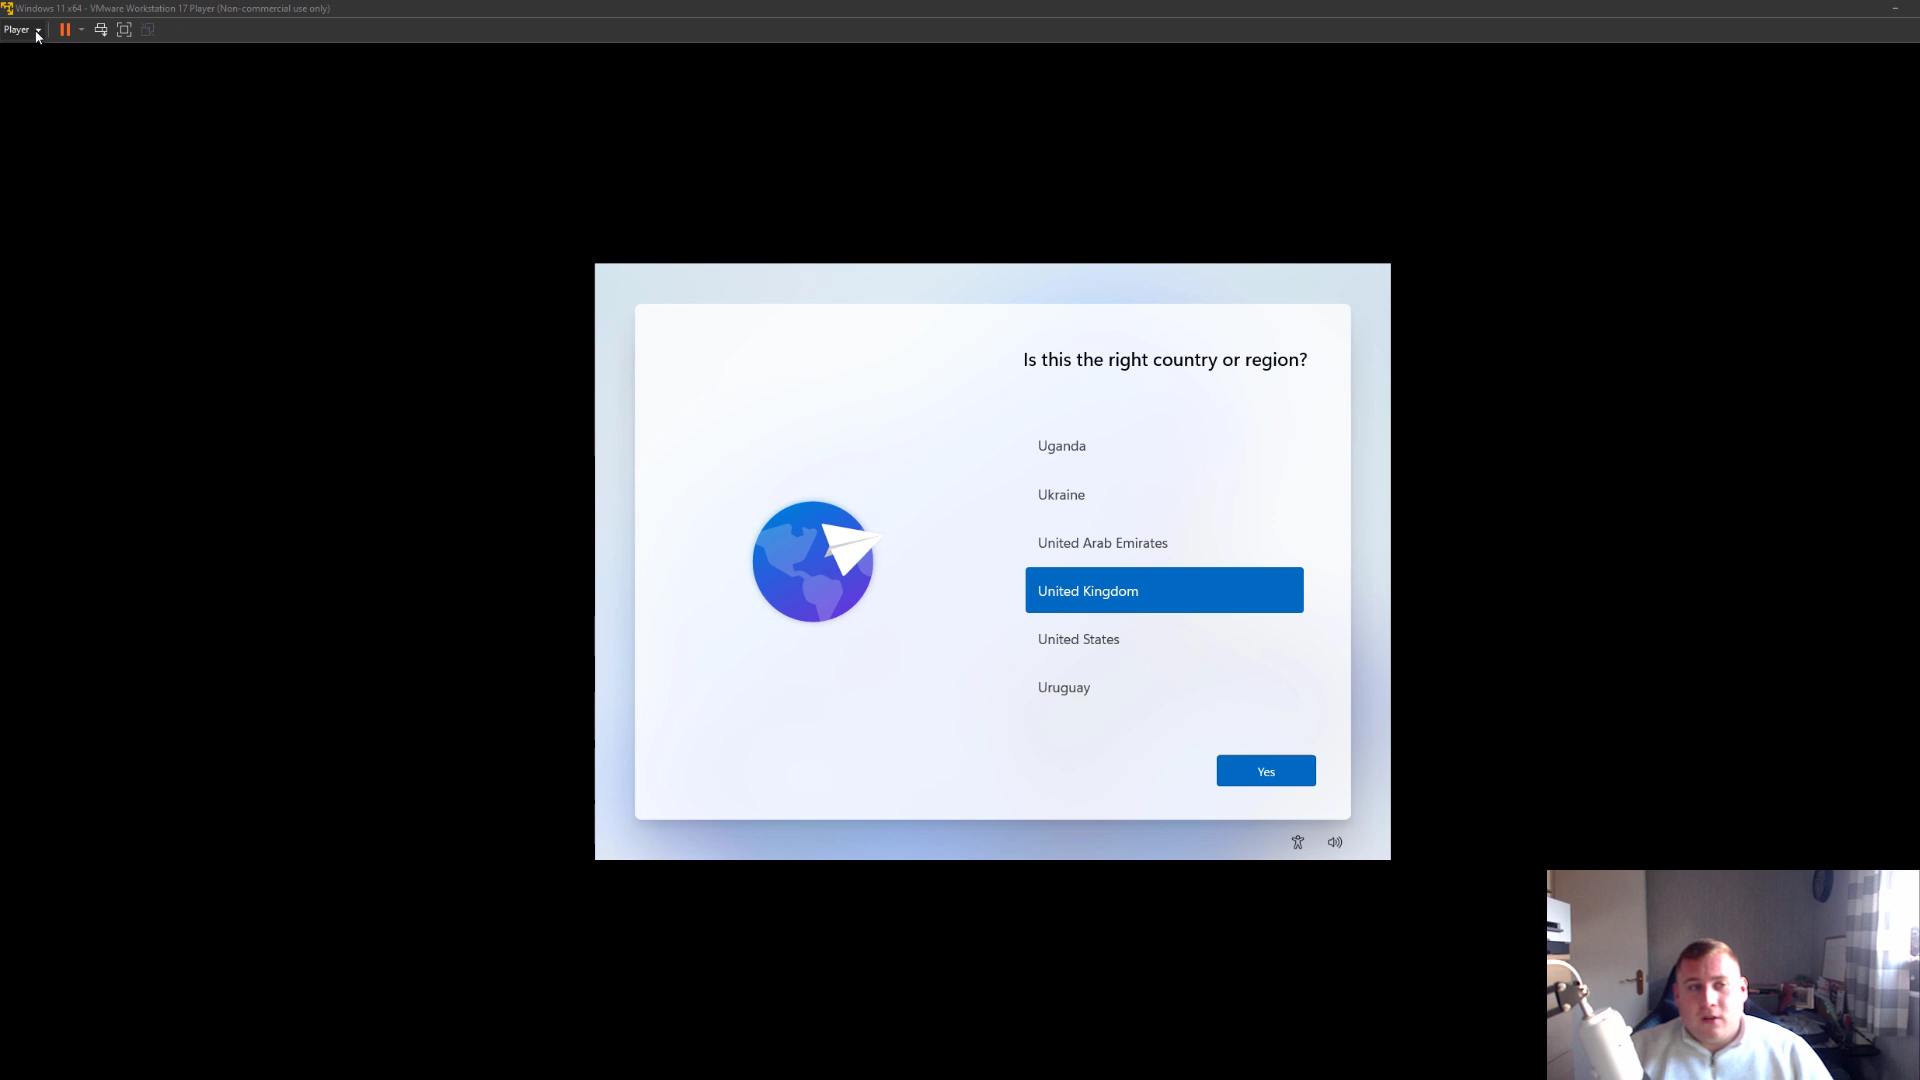 Windows 11 x64 - VMware Workstation 17 Player (Non-commercial use only)
Player
Is this the right country or region?
Uganda
Ukraine
United Arab Emirates
United Kingdom
United States
Uruguay
Yes